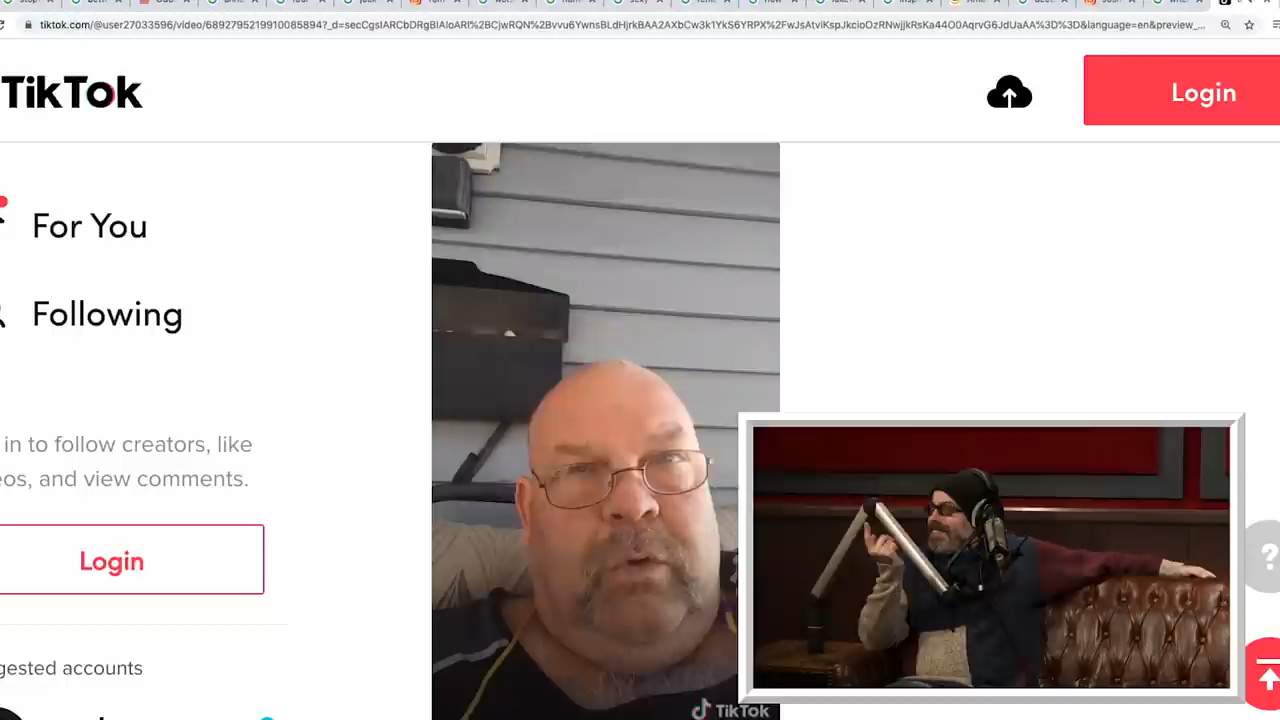 tiktok.com/@user27033596/video/6892795219910085894?_d=secCgsIARCbDRgBIAIoARI%2BCjwRQN%2Bvvu6YwnsBLdHjrkBAA2AXbCw3k1YkS6YRPX%2FwJsAtviKspJkcioOzRNwjjkRsKa44O0AqrvG6JdUaAA%3D%3D&language=en&preview_...
TikTok
Login
For You
Following
in to follow creators, like
eos, and view comments.
Login
?
gested accounts
TikTok